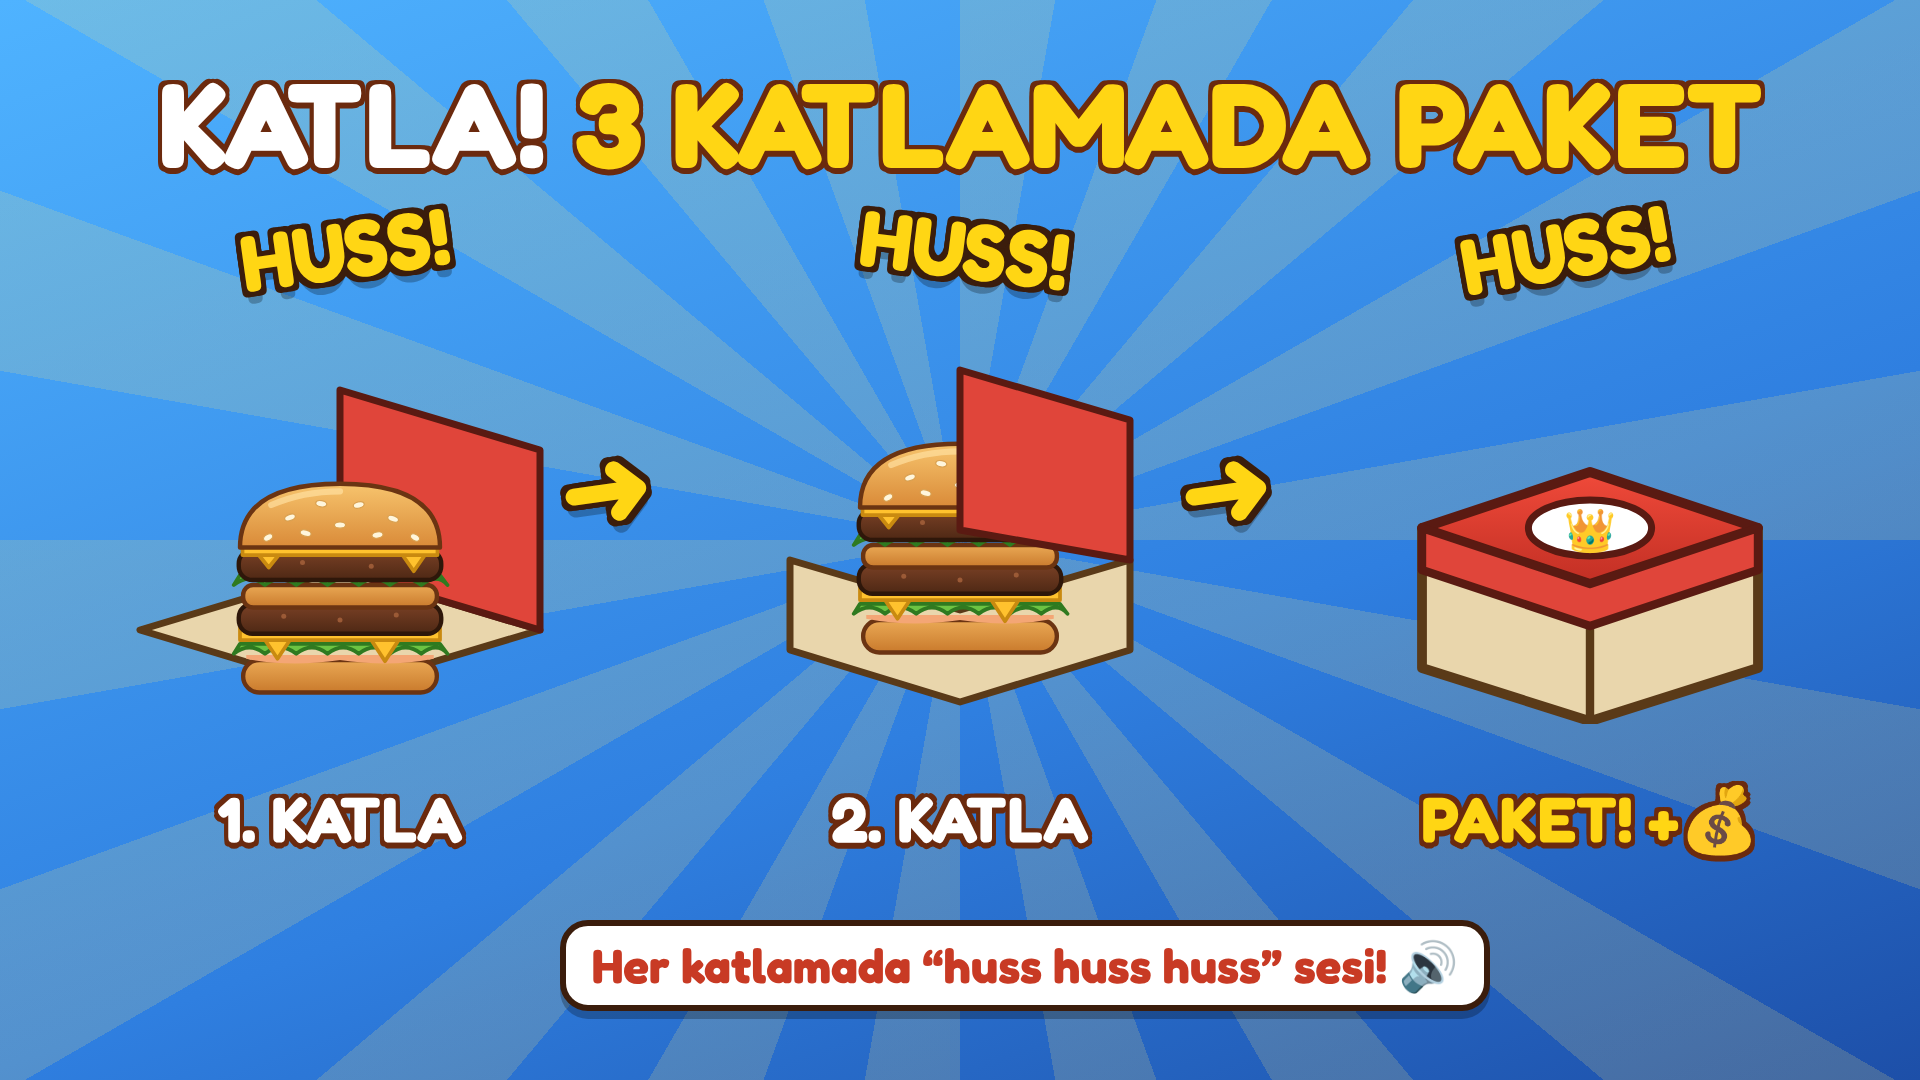 KATLA! 3 KATLAMADA PAKET
HUSS! HUSS! HUSS!
1. KATLA 2. KATLA PAKET! +💰
Her katlamada “huss huss huss” sesi! 🔊